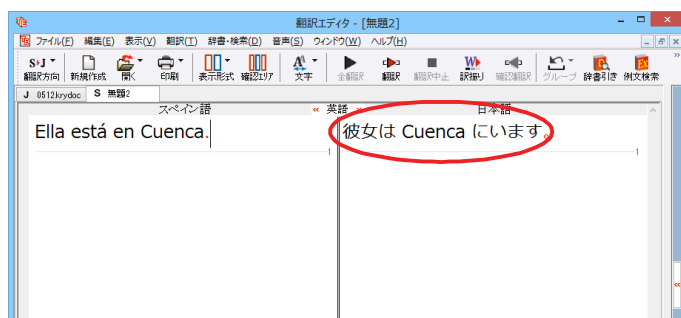 翻訳エディタ - [無題2]
ファイル(F) 編集(E) 表示(V) 翻訳(T) 辞書・検索(D) 音声(S) ウィンドウ(W) ヘルプ(H)
S›J
翻訳方向 新規作成 開く 印刷 表示形式 確認エリア 文字 全翻訳 翻訳 翻訳中止 訳振り 確認翻訳 グループ 辞書引き 例文検索
J 0512krydoc S 無題2
スペイン語 « 英語 » 日本語
Ella está en Cuenca. 彼女は Cuenca にいます。
1 1